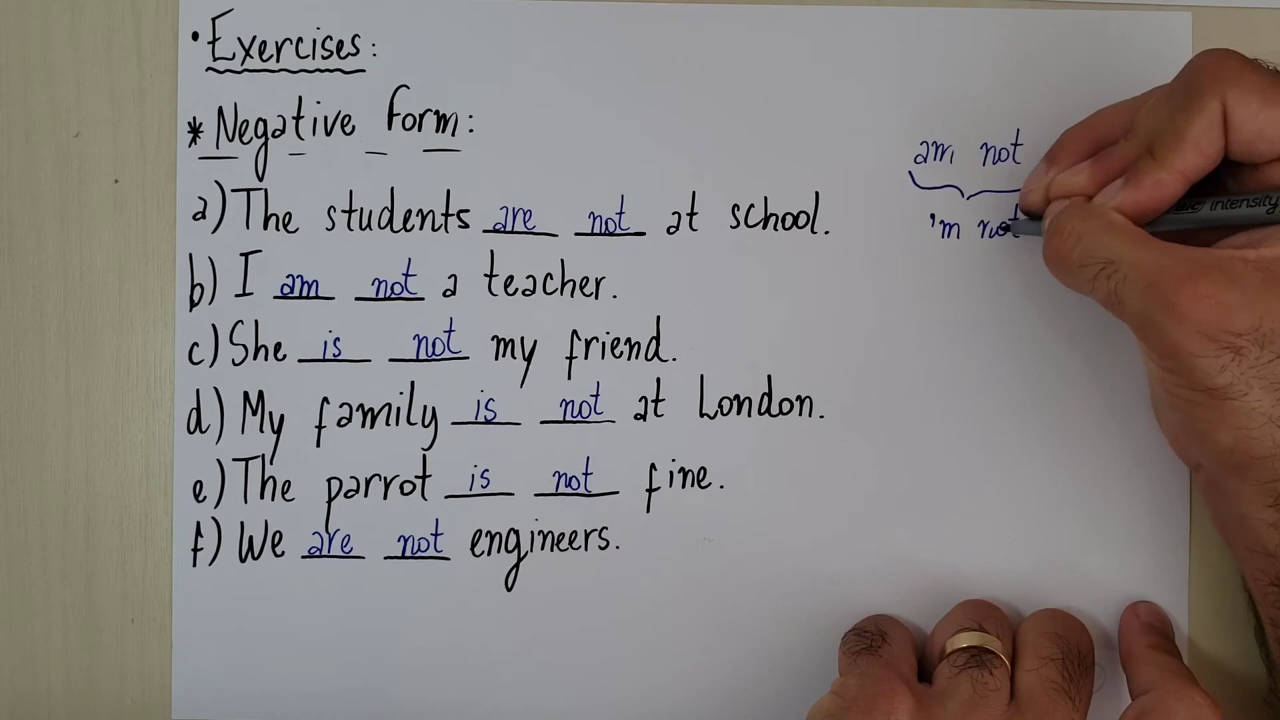 • Exercises:
* Negative form:
a) The students are not at school.
b) I am not a teacher.
c) She is not my friend.
d) My family is not at London.
e) The parrot is not fine.
f) We are not engineers.
am not
'm not
intensity